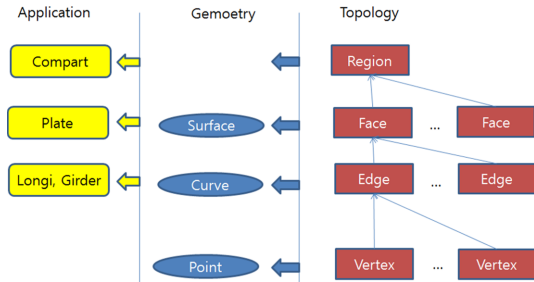 Application Gemoetry Topology
Compart Region
Plate Surface Face ... Face
Longi, Girder Curve Edge ... Edge
Point Vertex ... Vertex